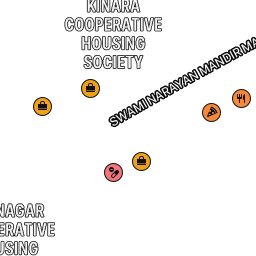 KINARA
COOPERATIVE
HOUSING
SOCIETY
SWAMI NARAYAN MANDIR MA
NAGAR
ERATIVE
USING